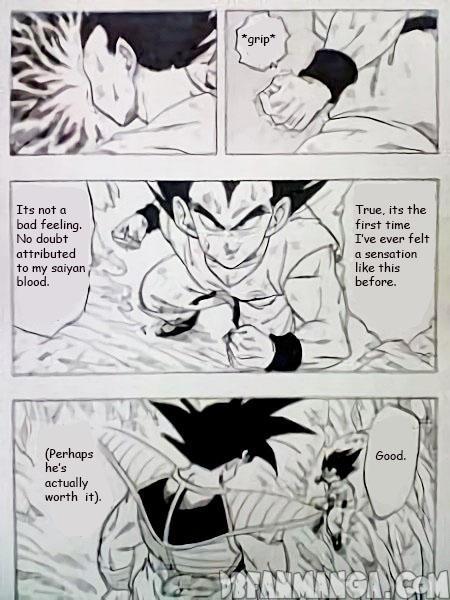 *grip*
True, its the
first time
I've ever felt
a sensation
like this
before.
Its not a
bad feeling.
No doubt
attributed
to my saiyan
blood.
Good.
(Perhaps
he's
actually
worth it).
DBFANMANGA.COM